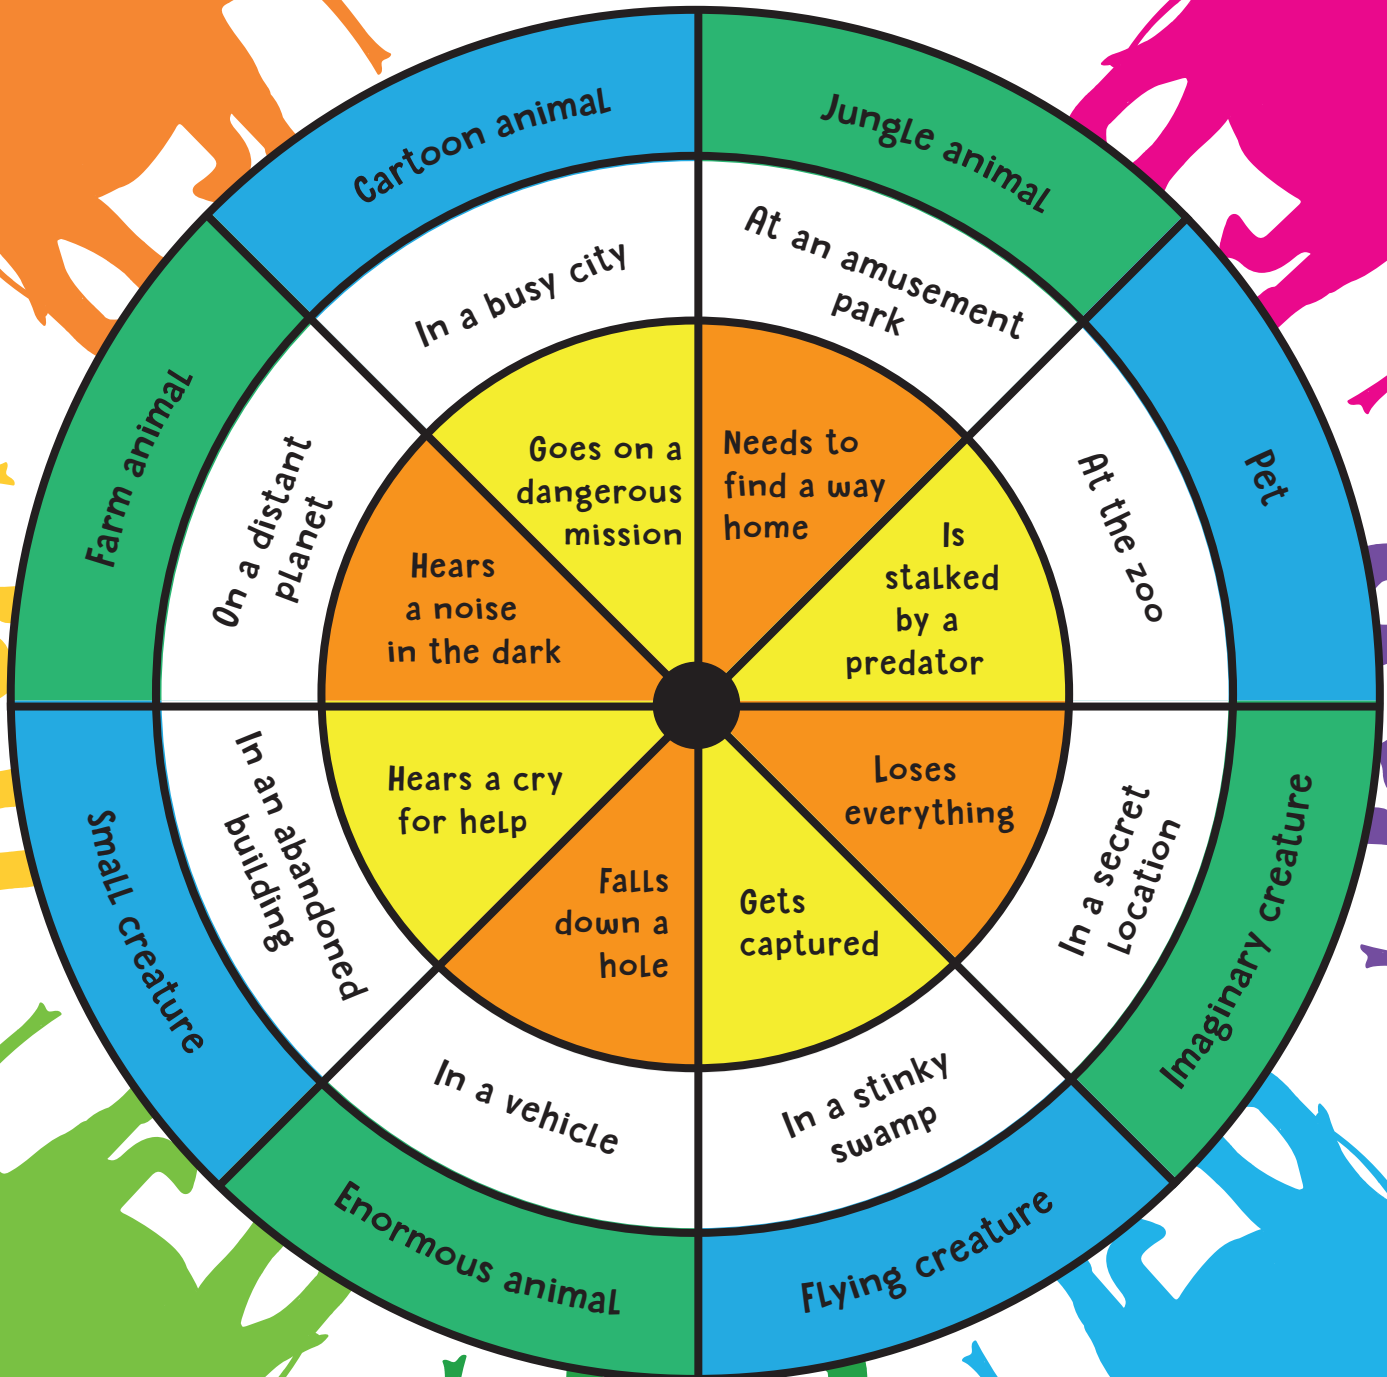 Cartoon animal
Jungle animal
Pet
Imaginary creature
Flying creature
Enormous animal
Small creature
Farm animal
In a busy city
At an amusement
park
At the zoo
In a secret
location
In a stinky
swamp
In a vehicle
In an abandoned
building
On a distant
planet
Goes on a
dangerous
mission
Needs to
find a way
home
Is
stalked
by a
predator
Loses
everything
Gets
captured
Falls
down a
hole
Hears a cry
for help
Hears
a noise
in the dark